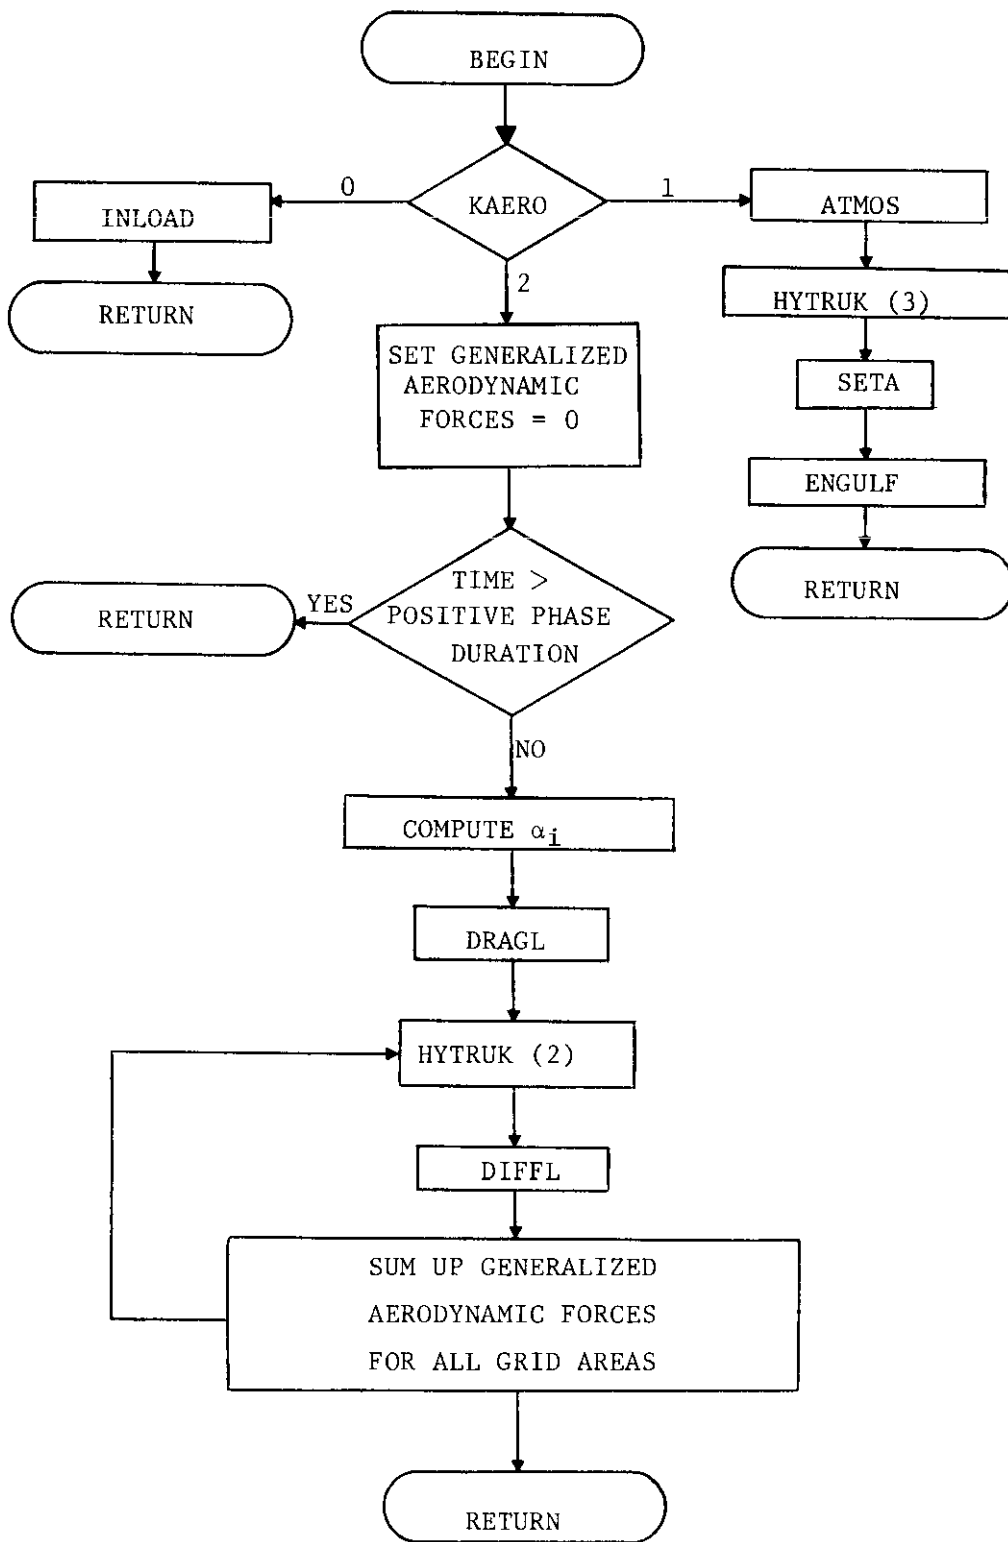 BEGIN
KAERO
0
1
2
INLOAD
RETURN
ATMOS
HYTRUK (3)
SETA
ENGULF
RETURN
SET GENERALIZED
AERODYNAMIC
FORCES = 0
TIME >
POSITIVE PHASE
DURATION
YES
RETURN
NO
COMPUTE αi
DRAGL
HYTRUK (2)
DIFFL
SUM UP GENERALIZED
AERODYNAMIC FORCES
FOR ALL GRID AREAS
RETURN